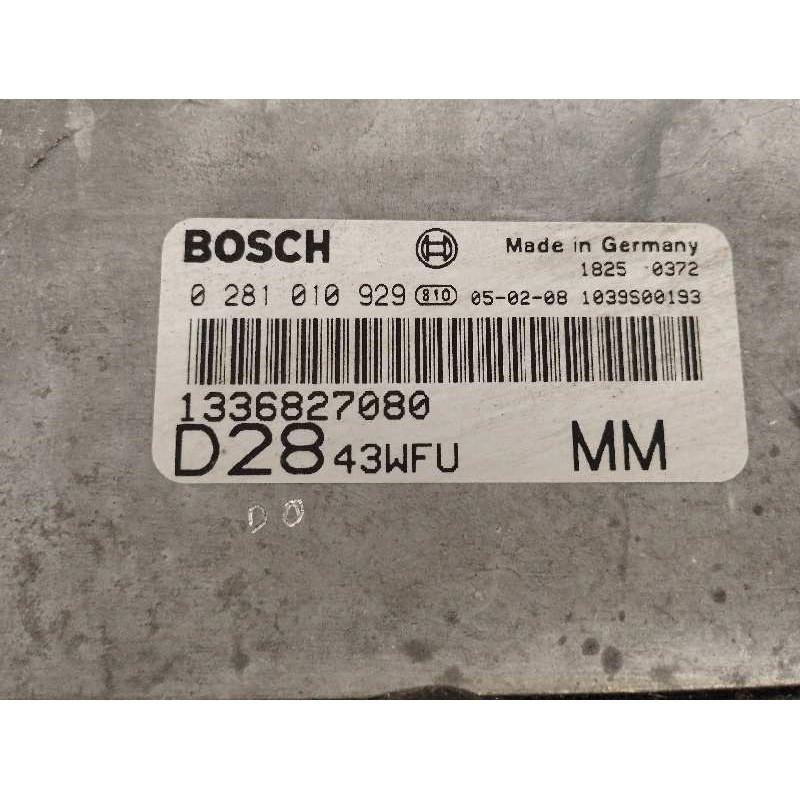 BOSCH Made in Germany
1825 0372
0 281 010 929 810 05-02-08 1039S00193
1336827080
D28 43WFU MM
DO